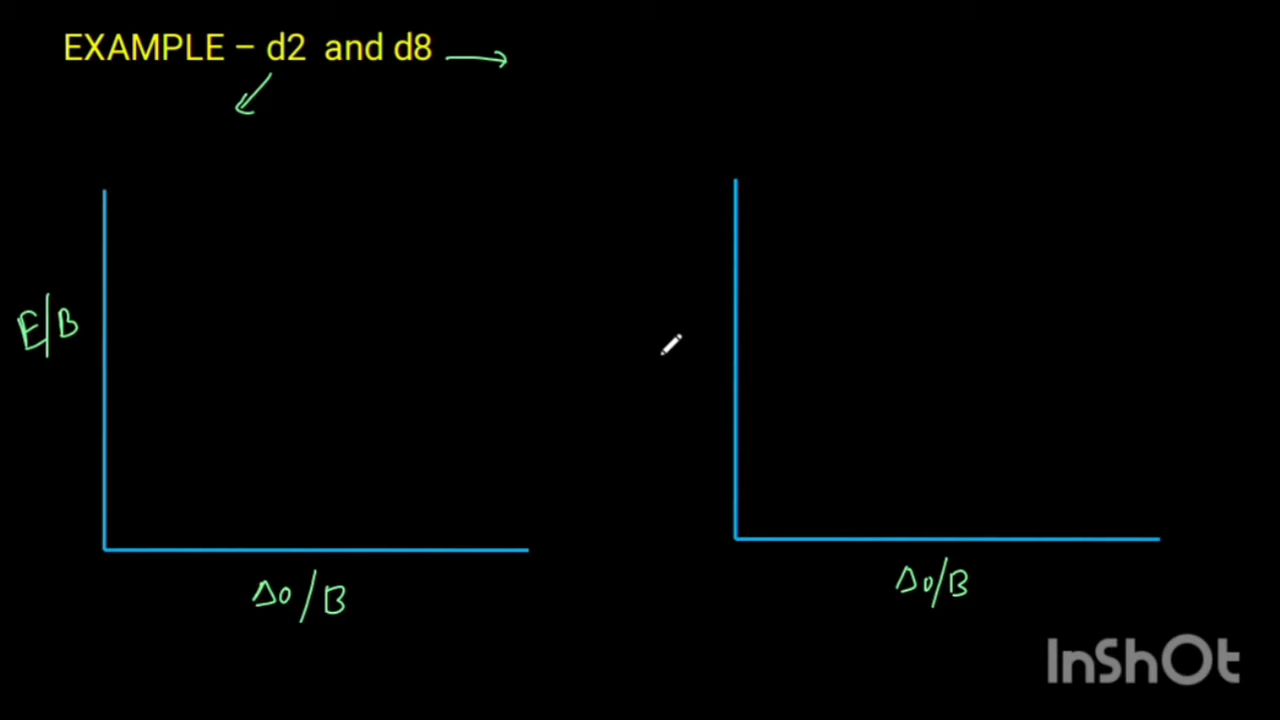 EXAMPLE – d2 and d8
E/B
Δo/B
Δo/B
InShOt